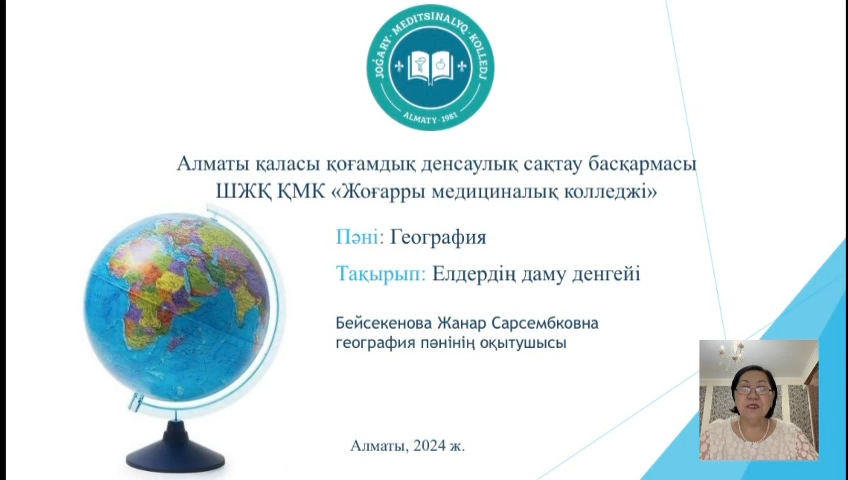 JOĞARY · MEDITSINALYQ · KOLLEDJ
ALMATY · 1981
Алматы қаласы қоғамдық денсаулық сақтау басқармасы
ШЖҚ ҚМК «Жоғарры медициналық колледжі»
Пәні: География
Тақырып: Елдердің даму денгейі
Бейсекенова Жанар Сарсембковна
география пәнінің оқытушысы
Алматы, 2024 ж.